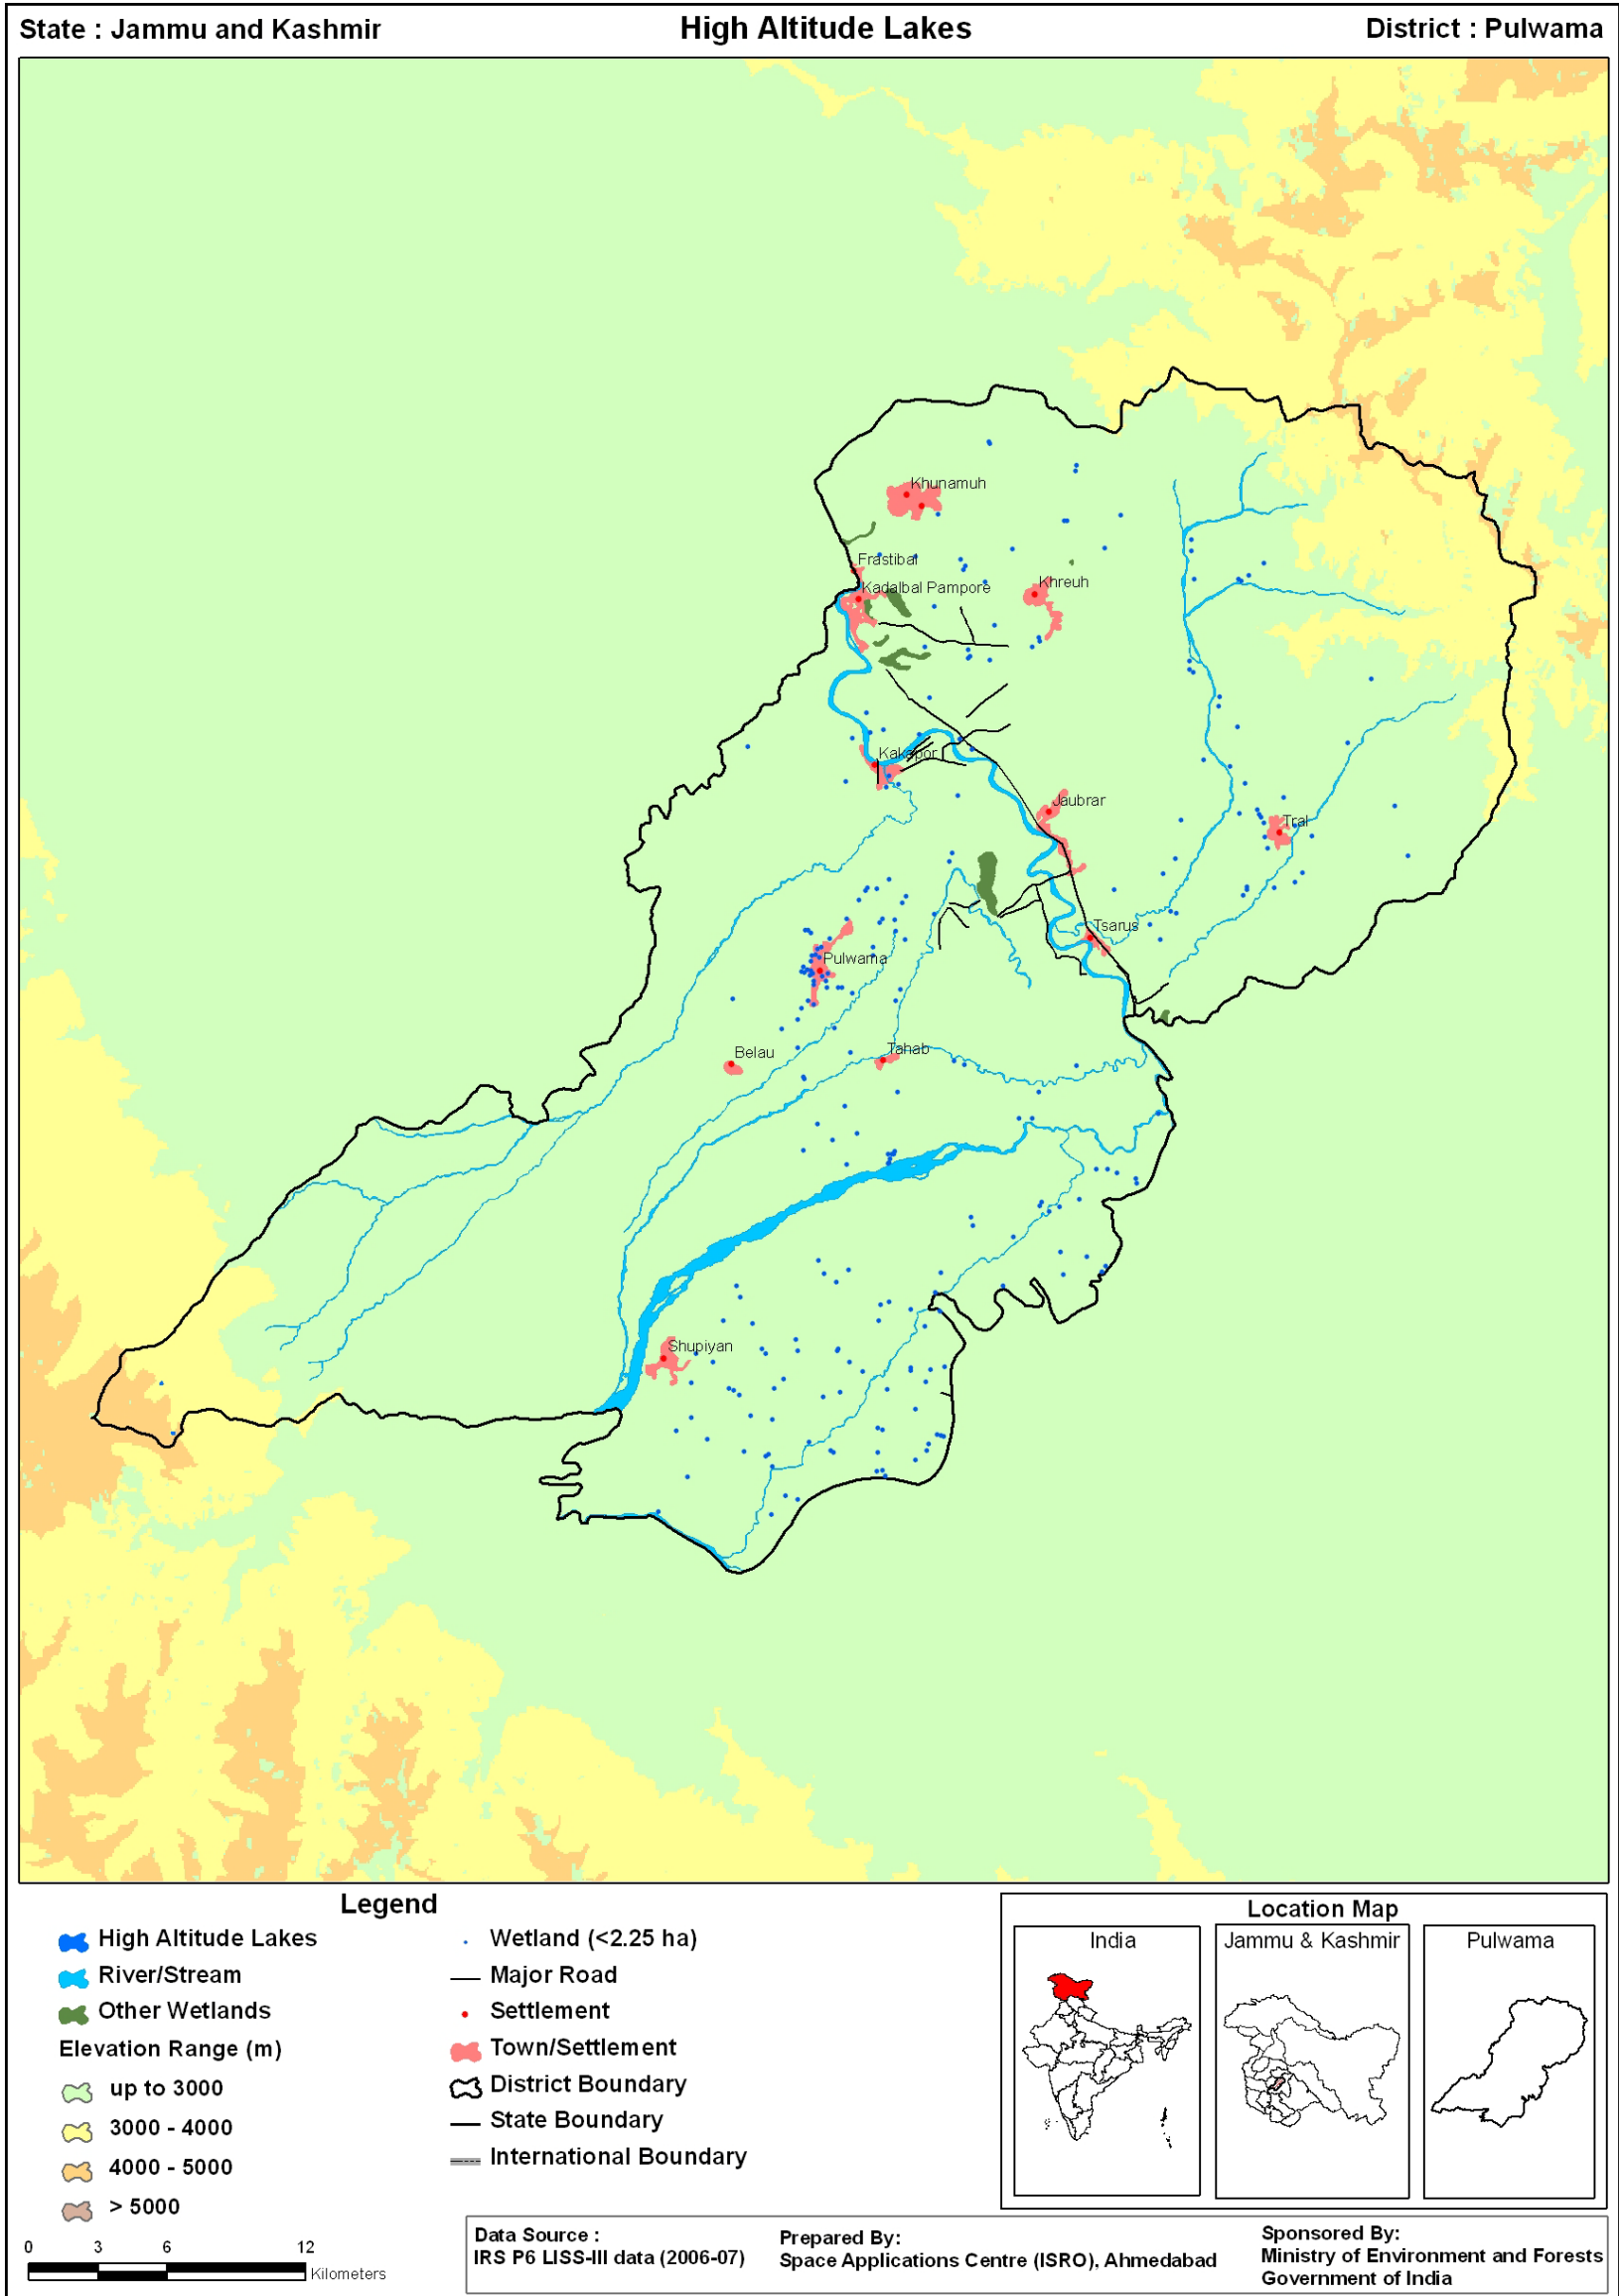 State : Jammu and Kashmir
High Altitude Lakes
District : Pulwama
Khunamuh
Frastibal
Kadalbal Pampore
Khreuh
Kakapor
Jaubrar
Tral
Tsarus
Pulwama
Belau
Tahab
Shupiyan
Legend
High Altitude Lakes
River/Stream
Other Wetlands
Elevation Range (m)
up to 3000
3000 - 4000
4000 - 5000
> 5000
Wetland (<2.25 ha)
Major Road
Settlement
Town/Settlement
District Boundary
State Boundary
International Boundary
0 3 6 12
Kilometers
Location Map
India
Jammu & Kashmir
Pulwama
Data Source :
IRS P6 LISS-III data (2006-07)
Prepared By:
Space Applications Centre (ISRO), Ahmedabad
Sponsored By:
Ministry of Environment and Forests
Government of India